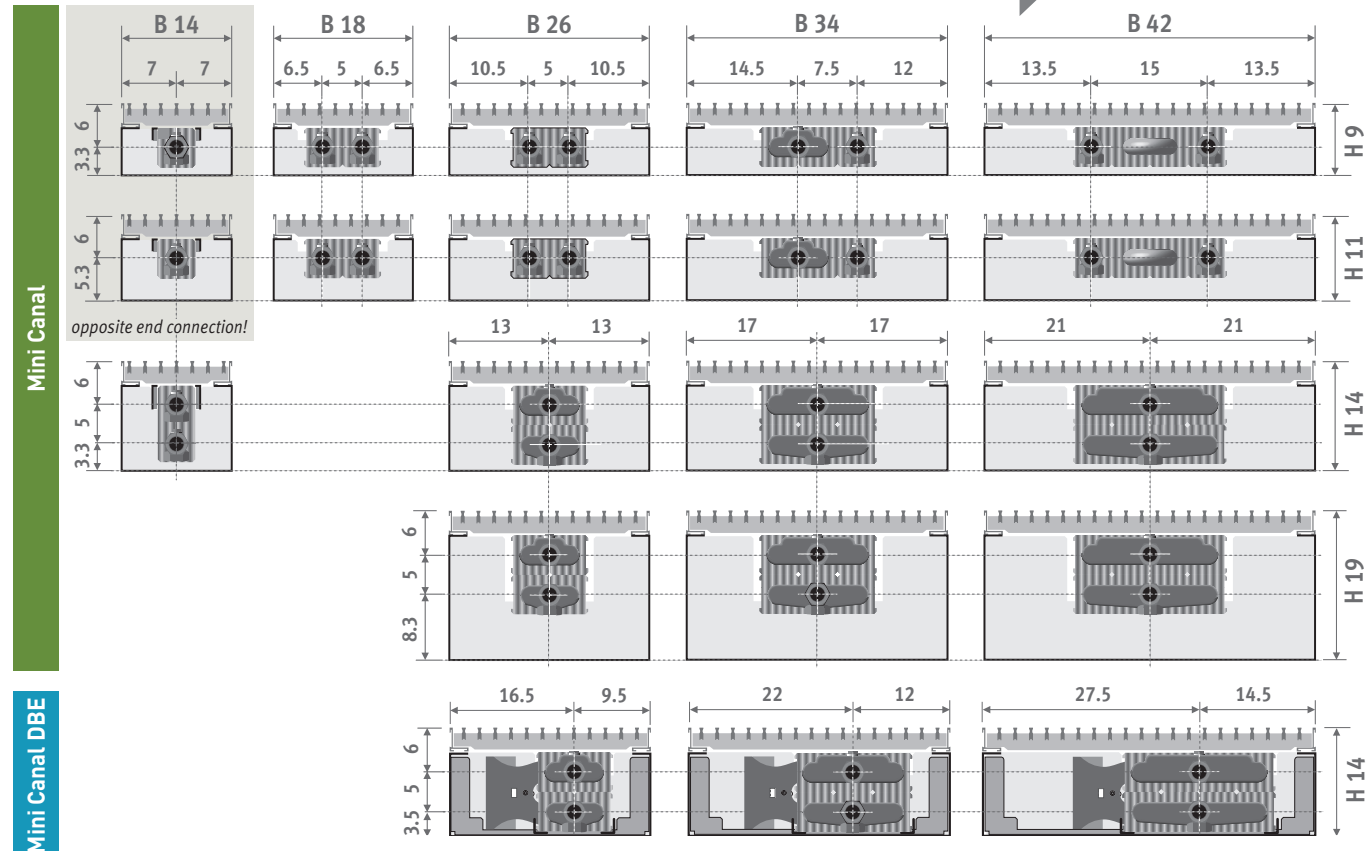 Mini Canal
B 14 B 18 B 26 B 34 B 42
7 7 6.5 5 6.5 10.5 5 10.5 14.5 7.5 12 13.5 15 13.5
6 3.3 H 9
6 5.3 H 11
opposite end connection!
13 13 17 17 21 21
6 5 3.3 H 14
6 5 8.3 H 19
Mini Canal DBE
16.5 9.5 22 12 27.5 14.5
6 5 3.5 H 14